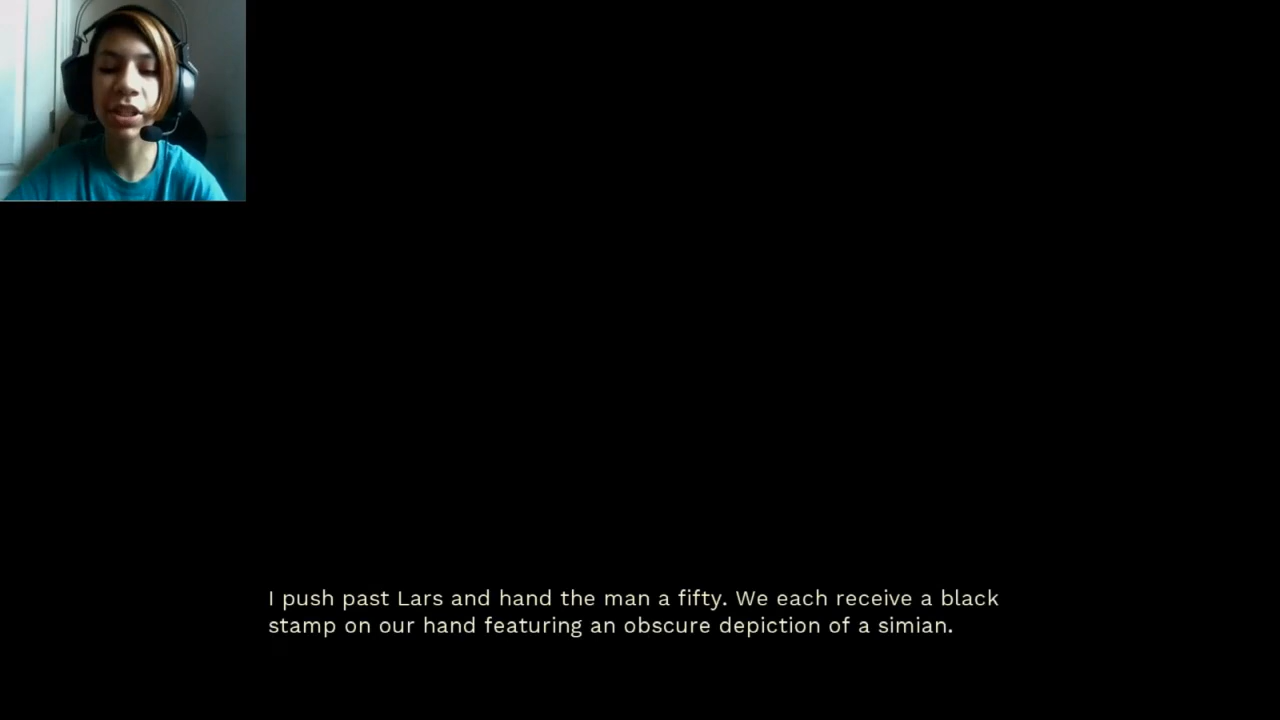 I push past Lars and hand the man a fifty. We each receive a black
stamp on our hand featuring an obscure depiction of a simian.